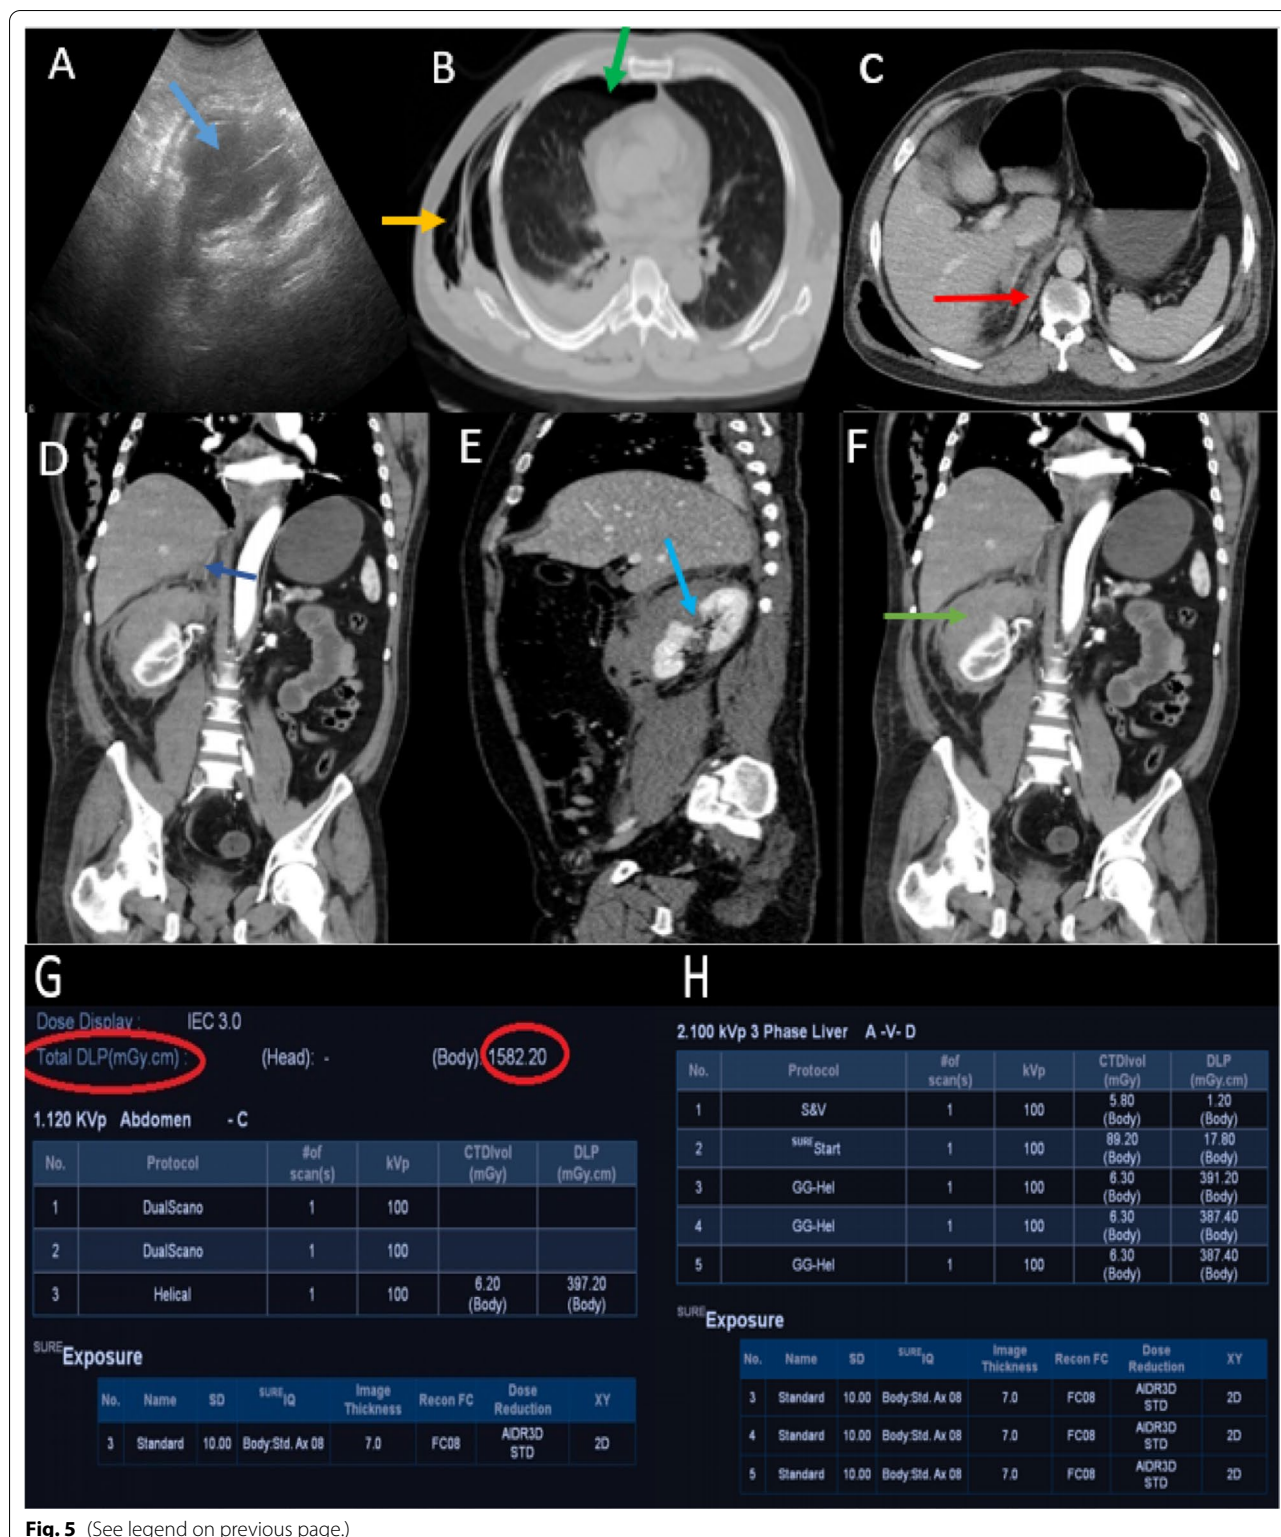 A
B
C
D
E
F
G
H
Dose Display : IEC 3.0
Total DLP(mGy.cm) : (Head): - (Body): 1582.20
1.120 KVp Abdomen - C
No. Protocol #of scan(s) kVp CTDIvol (mGy) DLP (mGy.cm)
1 DualScano 1 100
2 DualScano 1 100
3 Helical 1 100 6.20 (Body) 397.20 (Body)
SURE Exposure
No. Name SD SURE IQ Image Thickness Recon FC Dose Reduction XY
3 Standard 10.00 Body:Std. Ax 08 7.0 FC08 AIDR3D STD 2D
2.100 kVp 3 Phase Liver A -V- D
No. Protocol #of scan(s) kVp CTDIvol (mGy) DLP (mGy.cm)
1 S&V 1 100 5.80 (Body) 1.20 (Body)
2 SURE Start 1 100 89.20 (Body) 17.80 (Body)
3 GG-Hel 1 100 6.30 (Body) 391.20 (Body)
4 GG-Hel 1 100 6.30 (Body) 387.40 (Body)
5 GG-Hel 1 100 6.30 (Body) 387.40 (Body)
SURE Exposure
No. Name SD SURE IQ Image Thickness Recon FC Dose Reduction XY
3 Standard 10.00 Body:Std. Ax 08 7.0 FC08 AIDR3D STD 2D
4 Standard 10.00 Body:Std. Ax 08 7.0 FC08 AIDR3D STD 2D
5 Standard 10.00 Body:Std. Ax 08 7.0 FC08 AIDR3D STD 2D
Fig. 5 (See legend on previous page.)